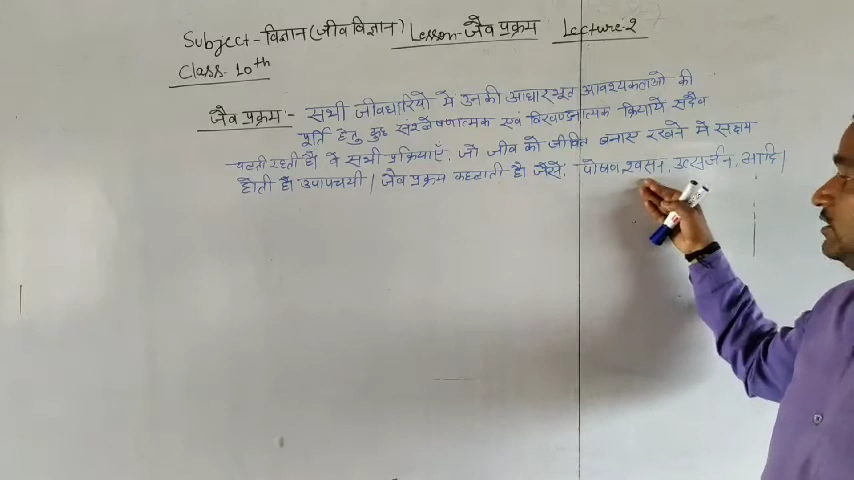 Subject-विज्ञान(जीव विज्ञान) Lesson-जैव प्रक्रम Lecture-2
Class-10th
जैव प्रक्रम:- सभी जीवधारियो में उनकी आधारभूत आवश्यकताओ की
पूर्ति हेतु कुछ संश्लेषणात्मक एवं विखण्डनात्मक क्रियायें सदैव
चलती रहती है। वे सभी प्रक्रियाएँ, जो जीव को जीवित बनाए रखने में सक्षम
होती है। उपापचयी / जैव प्रक्रम कहलाती है। जैसे, -पोषण, श्वसन, उत्सर्जन, आदि।